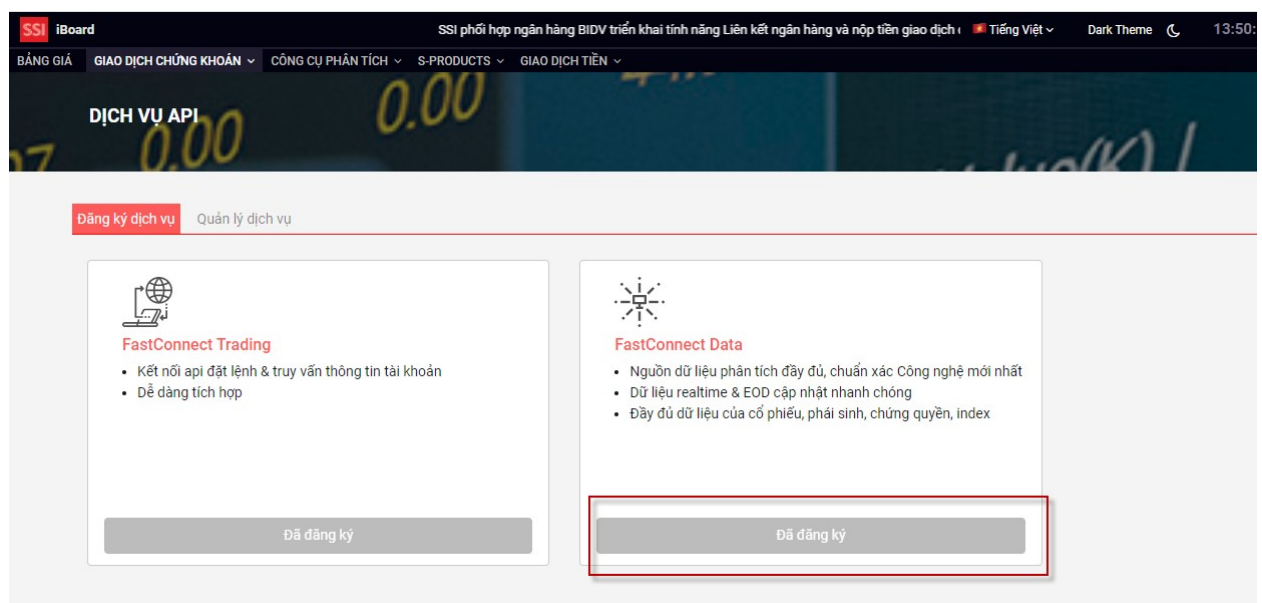 SSI iBoard SSI phối hợp ngân hàng BIDV triển khai tính năng Liên kết ngân hàng và nộp tiền giao dịch Tiếng Việt Dark Theme 13:50:
BẢNG GIÁ GIAO DỊCH CHỨNG KHOÁN CÔNG CỤ PHÂN TÍCH S-PRODUCTS GIAO DỊCH TIỀN
DỊCH VỤ API
0.00
0.00
07
Đăng ký dịch vụ Quản lý dịch vụ
FastConnect Trading
• Kết nối api đặt lệnh & truy vấn thông tin tài khoản
• Dễ dàng tích hợp
Đã đăng ký
FastConnect Data
• Nguồn dữ liệu phân tích đầy đủ, chuẩn xác Công nghệ mới nhất
• Dữ liệu realtime & EOD cập nhật nhanh chóng
• Đầy đủ dữ liệu của cổ phiếu, phái sinh, chứng quyền, index
Đã đăng ký